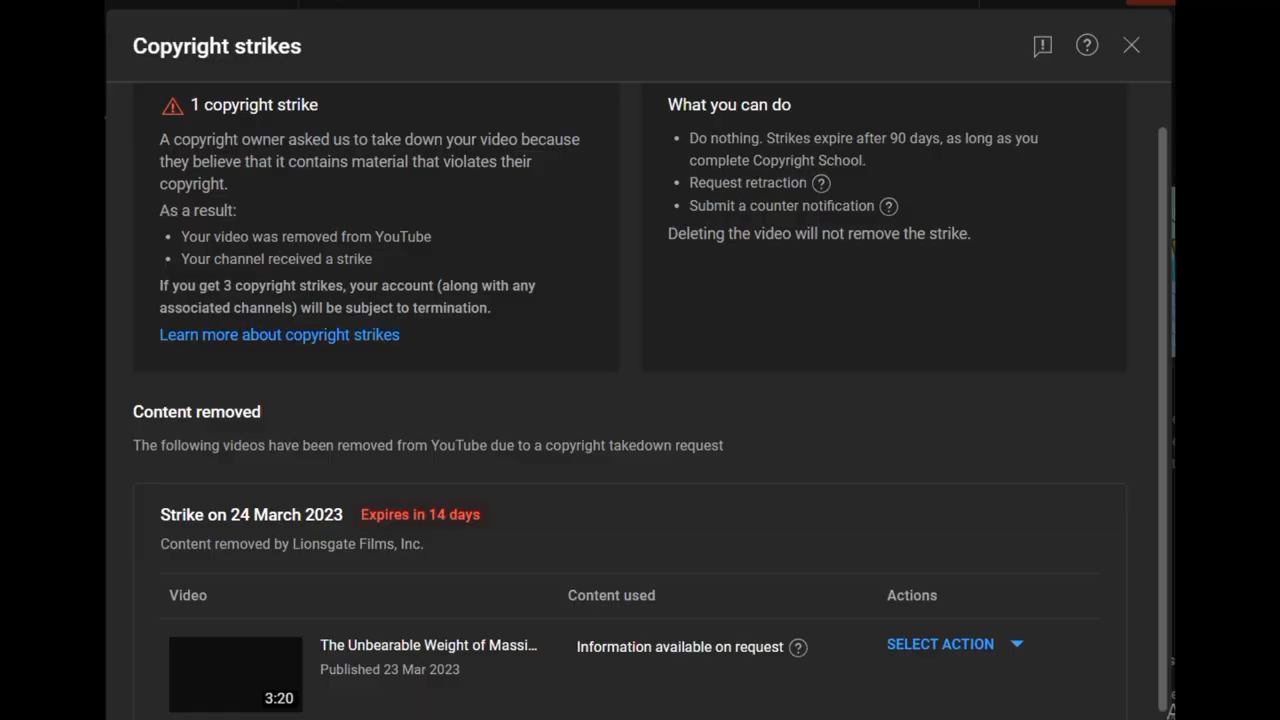 Copyright strikes
1 copyright strike
A copyright owner asked us to take down your video because
they believe that it contains material that violates their
copyright.
As a result:
• Your video was removed from YouTube
• Your channel received a strike
If you get 3 copyright strikes, your account (along with any
associated channels) will be subject to termination.
Learn more about copyright strikes
What you can do
• Do nothing. Strikes expire after 90 days, as long as you
complete Copyright School.
• Request retraction ?
• Submit a counter notification ?
Deleting the video will not remove the strike.
Content removed
The following videos have been removed from YouTube due to a copyright takedown request
Strike on 24 March 2023 Expires in 14 days
Content removed by Lionsgate Films, Inc.
Video Content used Actions
The Unbearable Weight of Massi... Information available on request ? SELECT ACTION
Published 23 Mar 2023
3:20